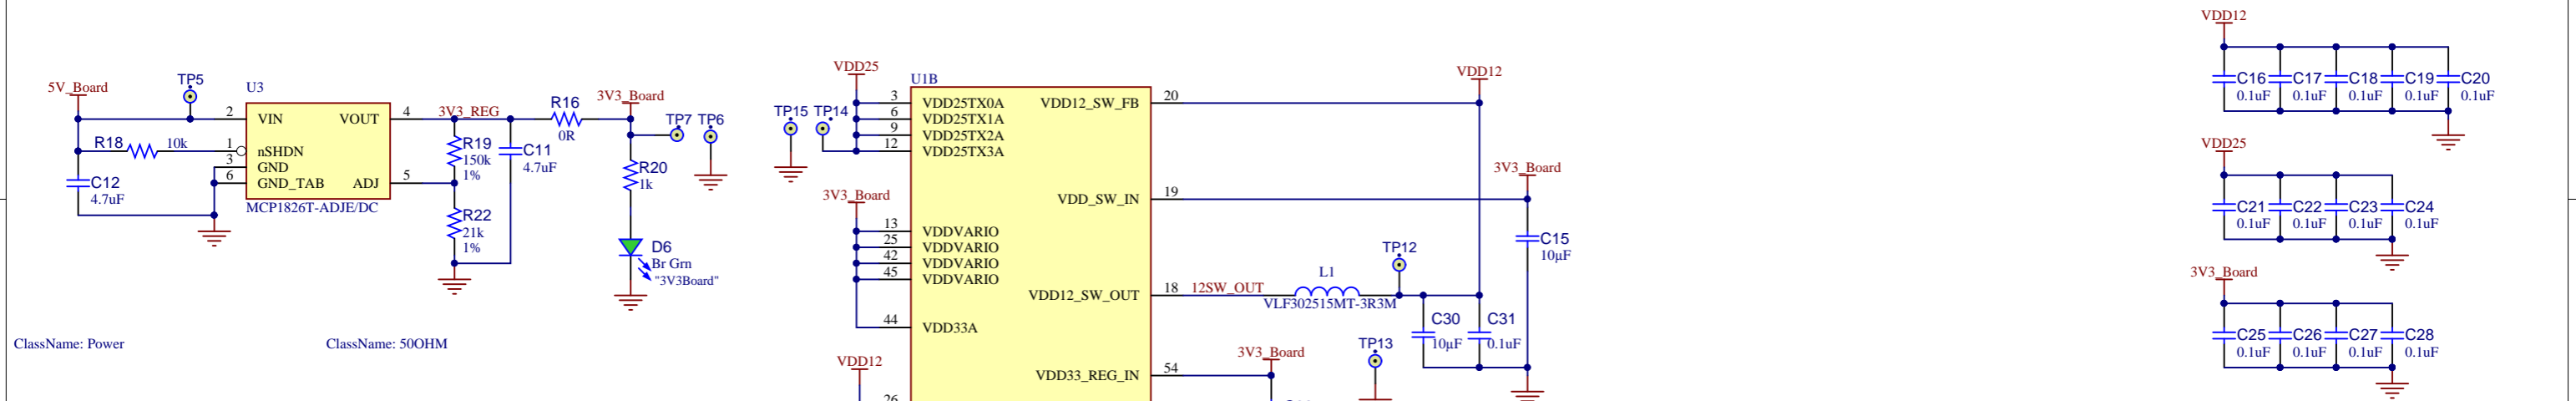 5V_Board
TP5
U3
2
VIN
VOUT
4
3V3_REG
R16
0R
3V3_Board
TP7
TP6
R18
10k
1
nSHDN
3
GND
6
GND_TAB
ADJ
5
MCP1826T-ADJE/DC
C12
4.7uF
R19
150k
1%
C11
4.7uF
R22
21k
1%
R20
1k
D6
Br Grn
"3V3Board"
ClassName: Power
ClassName: 50OHM
VDD25
TP15
TP14
U1B
3
VDD25TX0A
6
VDD25TX1A
9
VDD25TX2A
12
VDD25TX3A
3V3_Board
13
VDDVARIO
25
VDDVARIO
42
VDDVARIO
45
VDDVARIO
44
VDD33A
VDD12
26
VDD12_SW_FB
20
VDD12
VDD_SW_IN
19
3V3_Board
C15
10µF
VDD12_SW_OUT
18
12SW_OUT
L1
VLF302515MT-3R3M
TP12
C30
10µF
C31
0.1uF
TP13
3V3_Board
VDD33_REG_IN
54
VDD12
C16
0.1uF
C17
0.1uF
C18
0.1uF
C19
0.1uF
C20
0.1uF
VDD25
C21
0.1uF
C22
0.1uF
C23
0.1uF
C24
0.1uF
3V3_Board
C25
0.1uF
C26
0.1uF
C27
0.1uF
C28
0.1uF